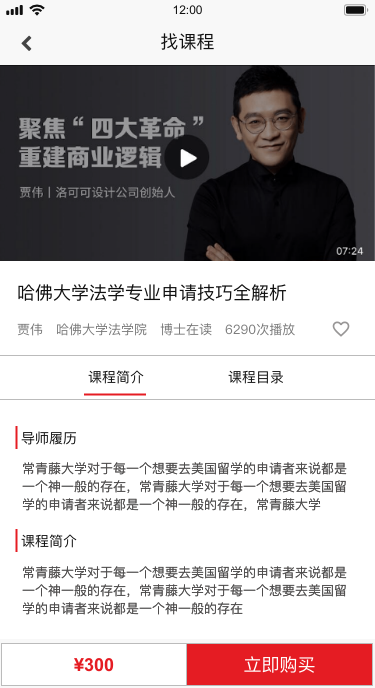 12:00
找课程
聚焦“四大革命”
重建商业逻辑
贾伟丨洛可可设计公司创始人
07:24
哈佛大学法学专业申请技巧全解析
贾伟 哈佛大学法学院 博士在读 6290次播放
课程简介 课程目录
导师履历
常青藤大学对于每一个想要去美国留学的申请者来说都是
一个神一般的存在，常青藤大学对于每一个想要去美国留
学的申请者来说都是一个神一般的存在，常青藤大学
课程简介
常青藤大学对于每一个想要去美国留学的申请者来说都是
一个神一般的存在，常青藤大学对于每一个想要去美国留
学的申请者来说都是一个神一般的存在
¥300 立即购买